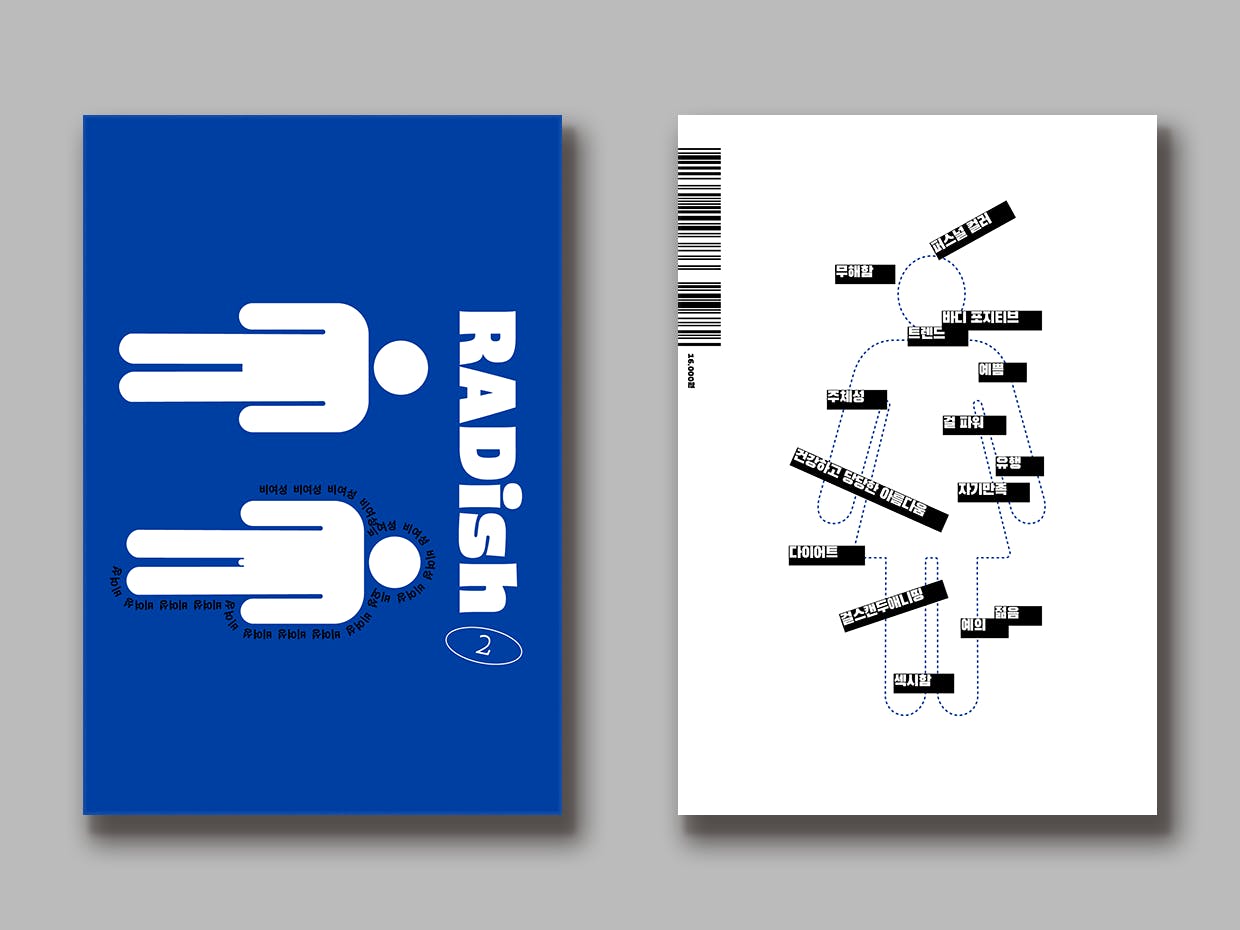 RADish
2
비여성 비여성 비여성 비여성 비여성 비여성 비여성 비여성 비여성 비여성 비여성 비여성 비여성 비여성 비여성 비여성 비여성 비여성 비여성
16,000원
퍼스널 컬러
무해함
바디 포지티브
트렌드
예쁨
주체성
걸 파워
건강하고 당당한 아름다움
유행
자기만족
다이어트
걸스캔두애니띵
젊음
예의
섹시함